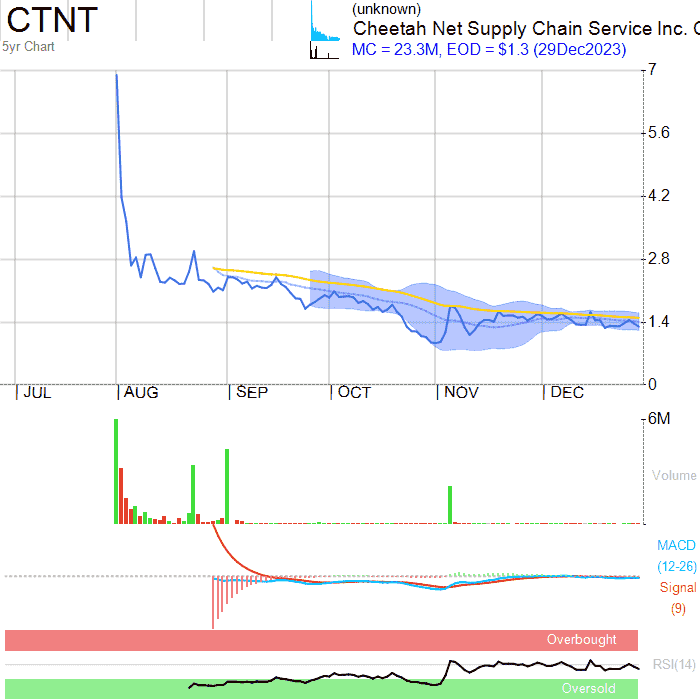 CTNT
5yr Chart
(unknown)
Cheetah Net Supply Chain Service Inc. C
MC = 23.3M, EOD = $1.3 (29Dec2023)
7
5.6
4.2
2.8
1.4
0
JUL
AUG
SEP
OCT
NOV
DEC
6M
Volume
MACD
(12-26)
Signal
(9)
Overbought
RSI(14)
Oversold